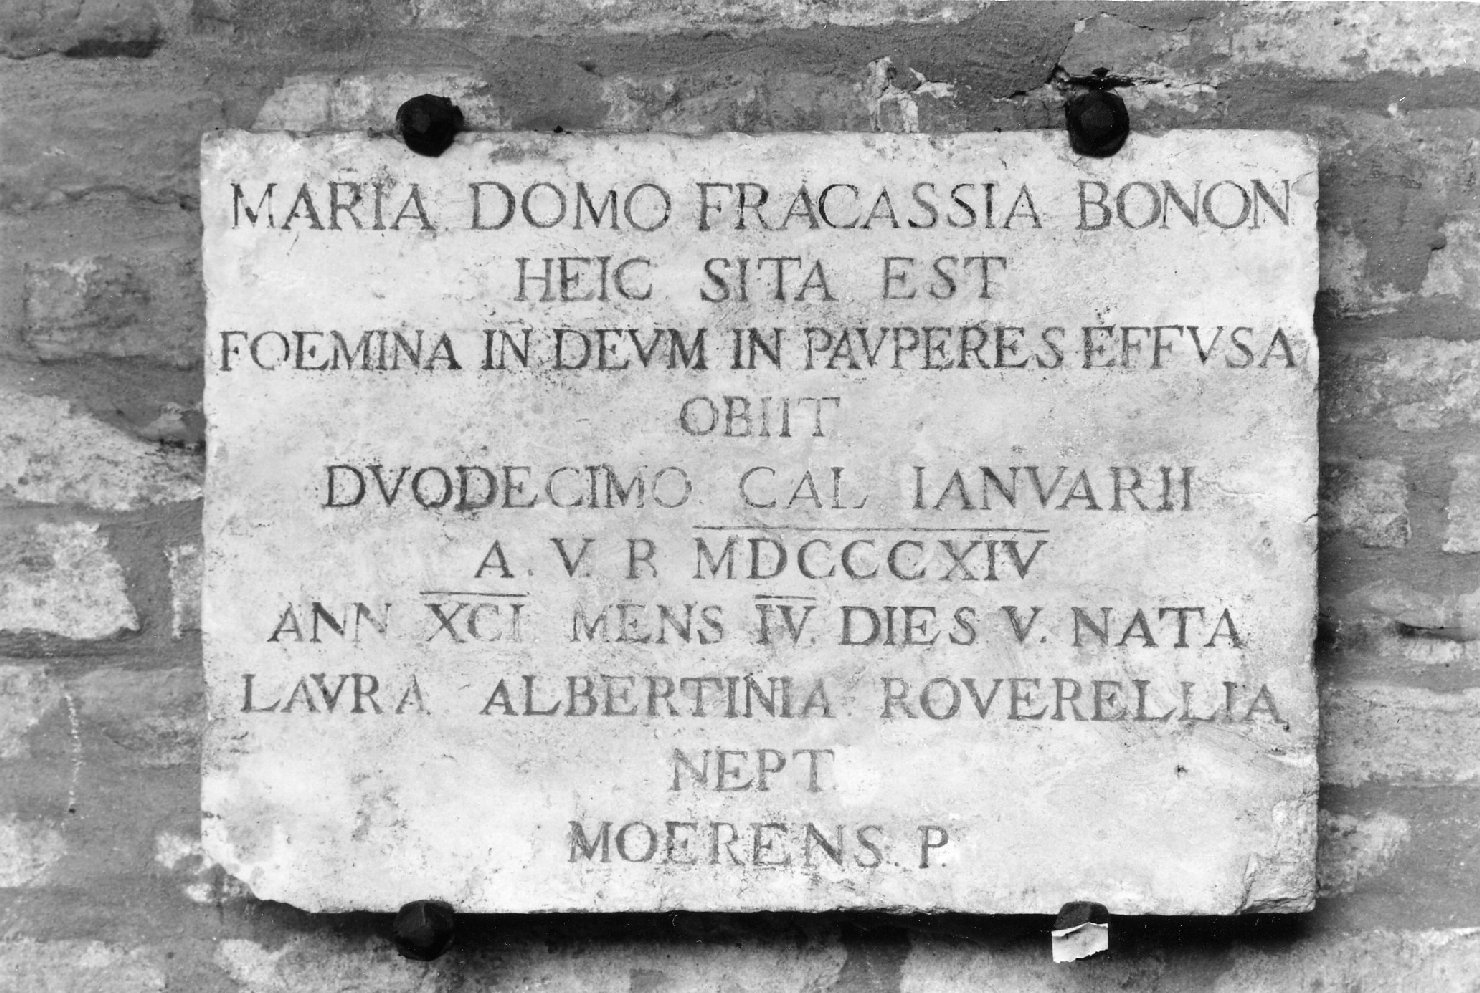 MARIA DOMO FRACASSIA BONON
HEIC SITA EST
FOEMINA IN DEVM IN PAVPERES EFFVSA
OBIIT
DVODECIMO CAL IANVARII
A. V. R. MDCCCXIV
ANN XCI. MENS IV. DIES V. NATA
LAVRA ALBERTINIA ROVERELLIA
NEPT
MOERENS P